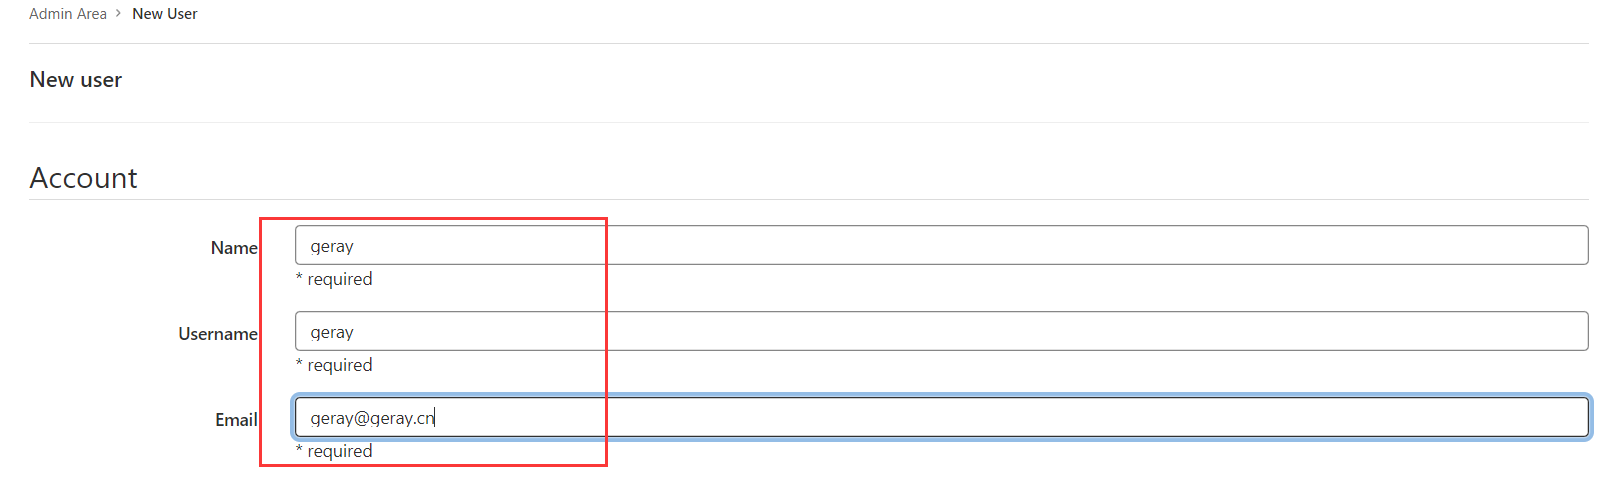 Admin Area › New User
New user
Account
Name geray
* required
Username geray
* required
Email geray@geray.cn
* required